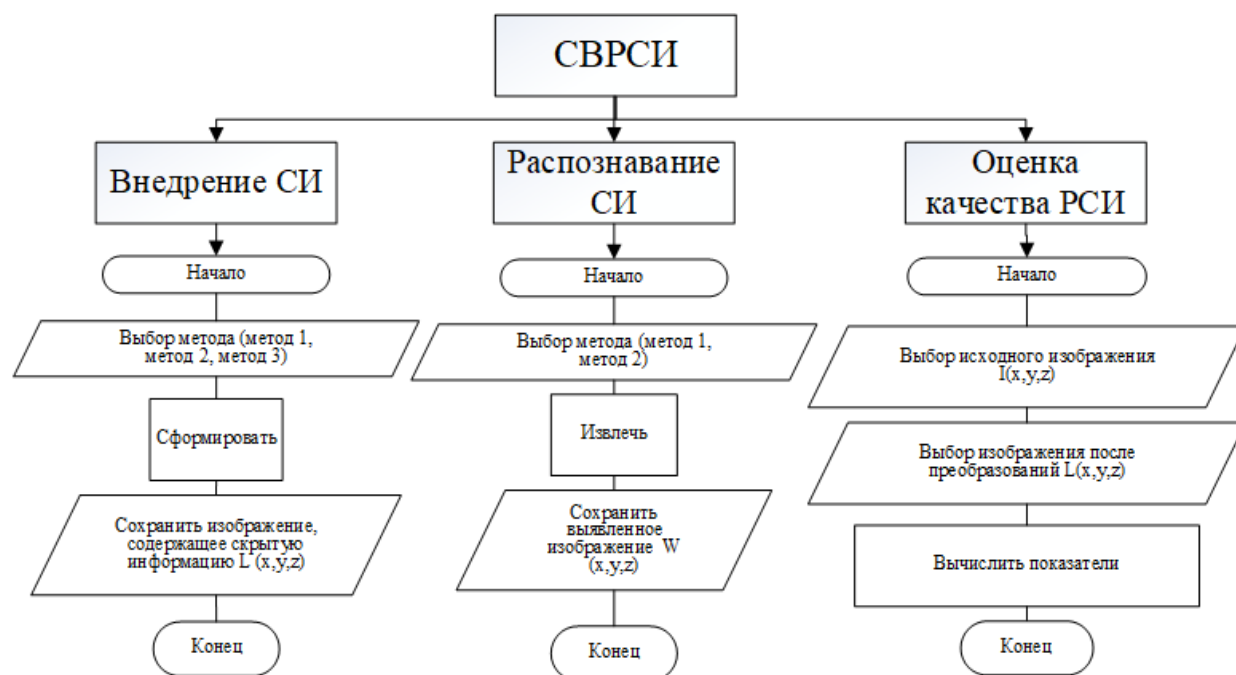 СВРСИ
Внедрение СИ
Распознавание
СИ
Оценка
качества РСИ
Начало
Начало
Начало
Выбор метода (метод 1,
метод 2, метод 3)
Выбор метода (метод 1,
метод 2)
Выбор исходного изображения
I(x,y,z)
Сформировать
Извлечь
Выбор изображения после
преобразований L(x,y,z)
Сохранить изображение,
содержащее скрытую
информацию L'(x,y,z)
Сохранить
выявленное
изображение W
(x,y,z)
Вычислить показатели
Конец
Конец
Конец